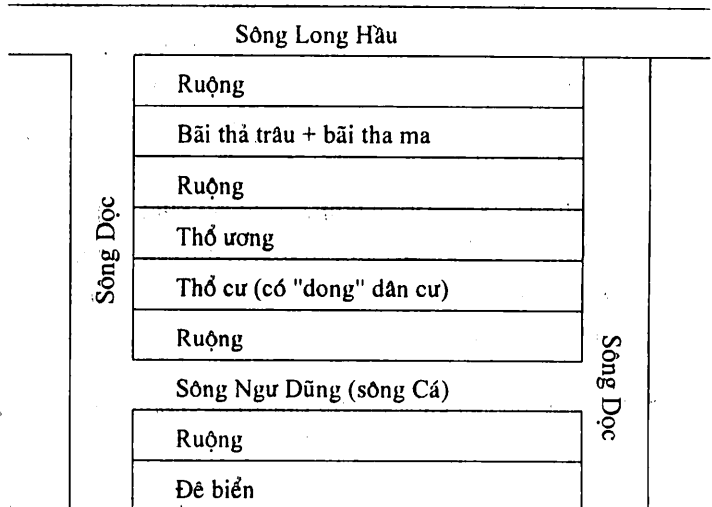 Sông Long Hầu
Ruộng
Bãi thả trâu + bãi tha ma
Ruộng
Thổ ương
Thổ cư (có "dong" dân cư)
Ruộng
Sông Dọc
Sông Ngư Dũng (sông Cá)
Sông Dọc
Ruộng
Đê biển